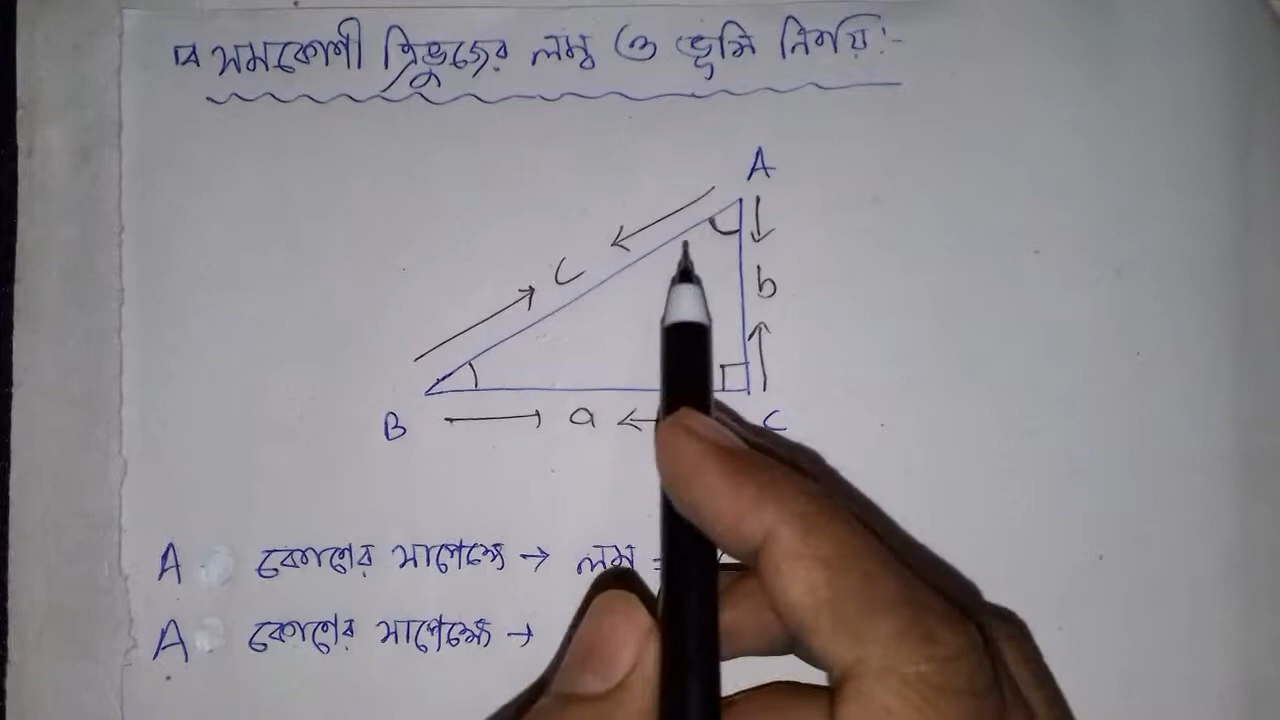 সমকোণী ত্রিভুজের লম্ব ও ভূমি নির্ণয়:-
A
C
b
B
a
C
A কোণের সাপেক্ষে → লম্ব =
A কোণের সাপেক্ষে →